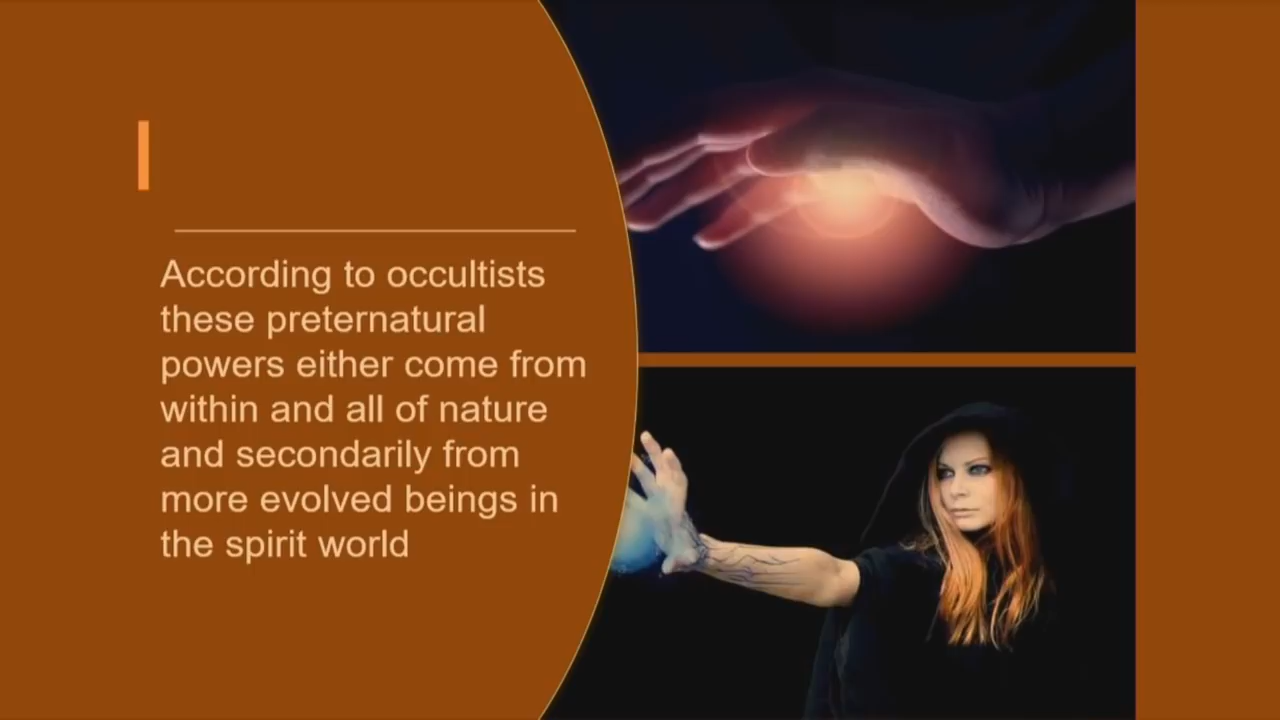 According to occultists
these preternatural
powers either come from
within and all of nature
and secondarily from
more evolved beings in
the spirit world